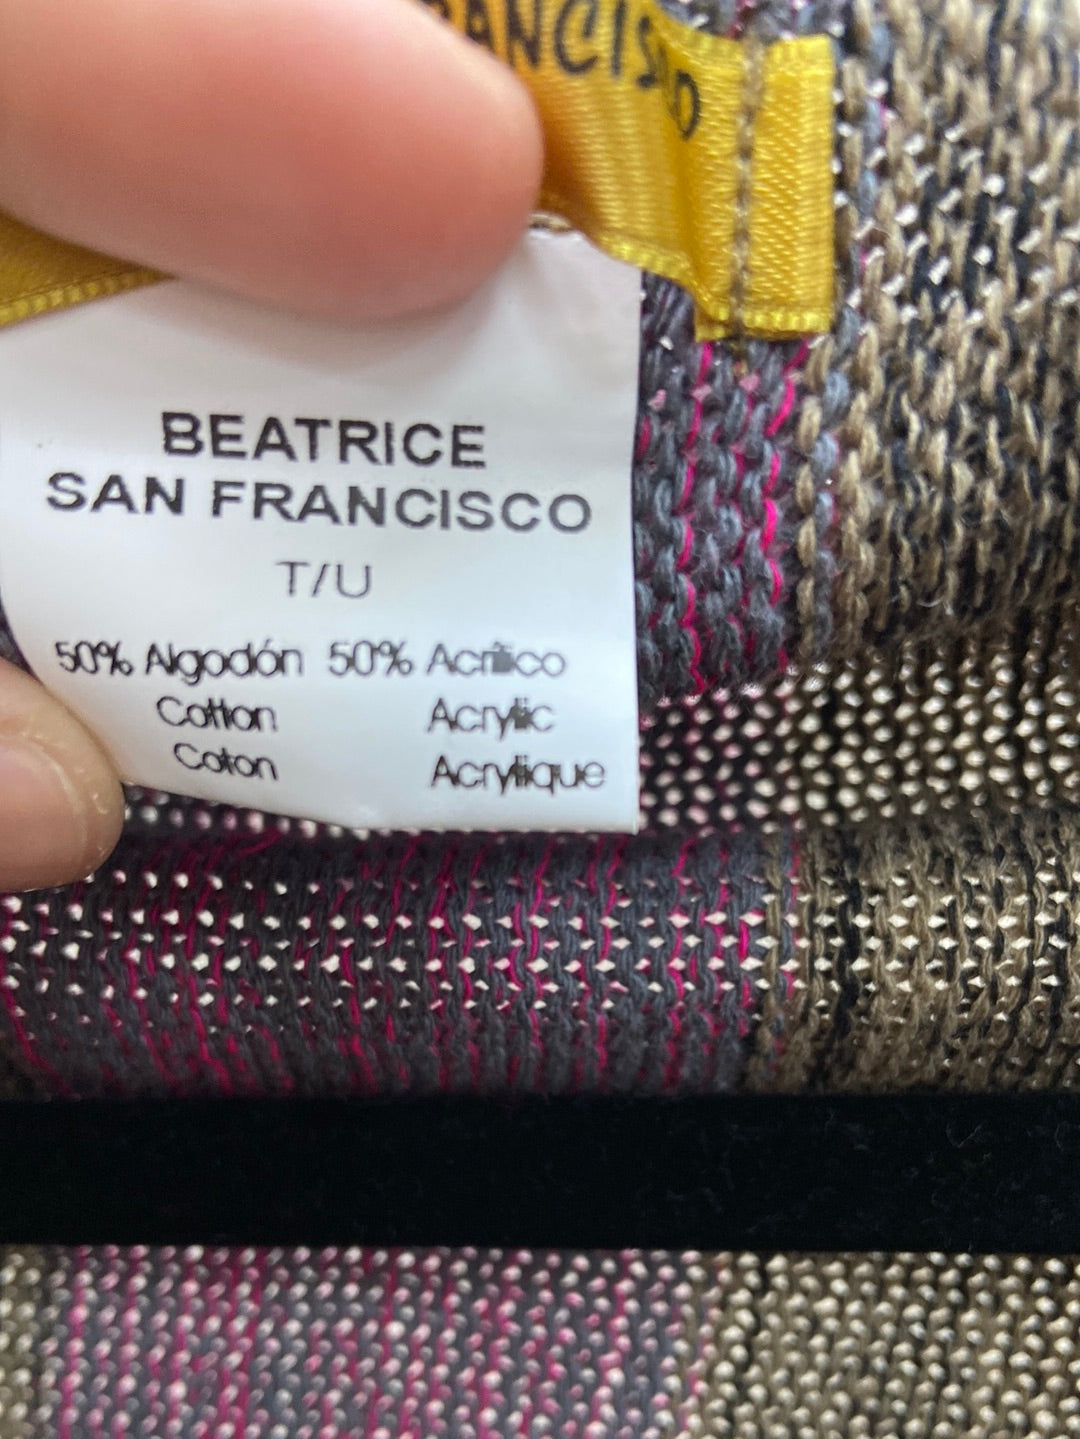 BEATRICE
SAN FRANCISCO
T/U
50% Algodón 50% Acrílico
Cotton Acrylic
Coton Acrylique